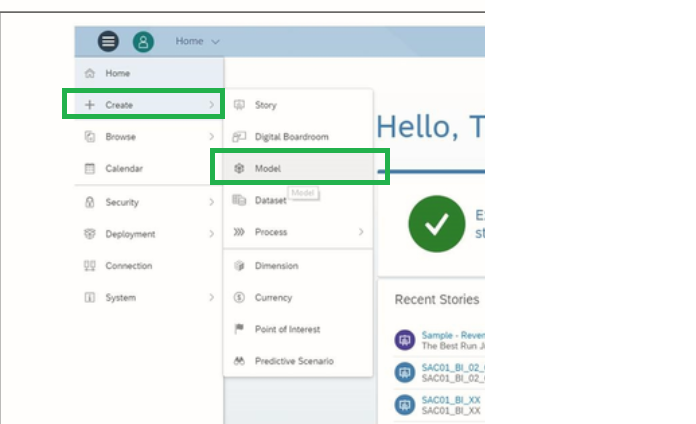 Home
Home
Create
Browse
Calendar
Security
Deployment
Connection
System
Story
Digital Boardroom
Model
Model
Dataset
Process
Dimension
Currency
Point of Interest
Predictive Scenario
Hello, T
E
st
Recent Stories
Sample - Reven
The Best Run J
SAC01_BI_02_
SAC01_BI_02_
SAC01_BI_XX
SAC01_BI_XX